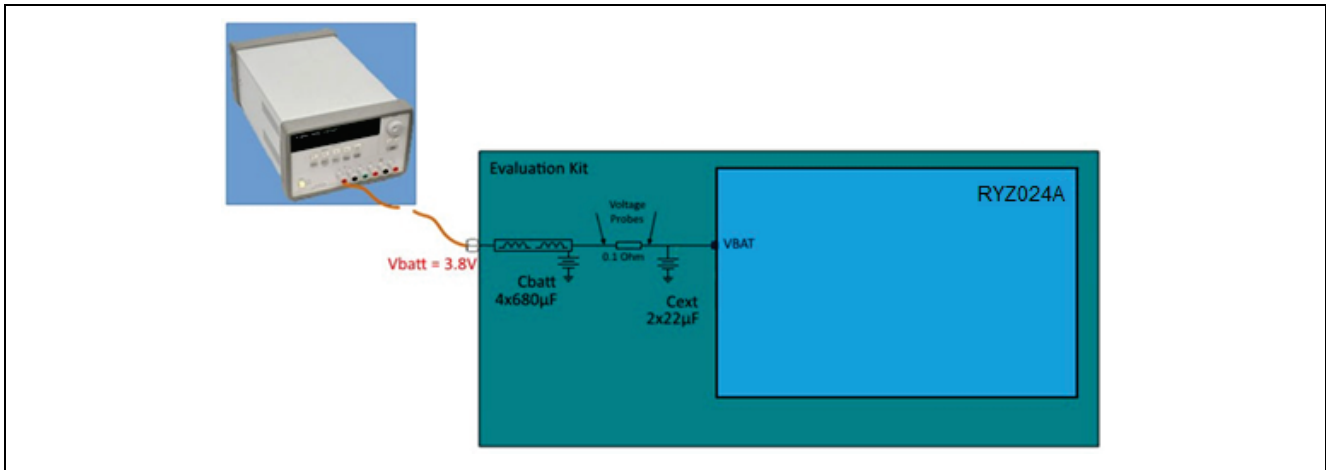 Evaluation Kit
RYZ024A
Voltage
Probes
VBAT
0.1 Ohm
Vbatt = 3.8V
Cbatt
4x680µF
Cext
2x22µF